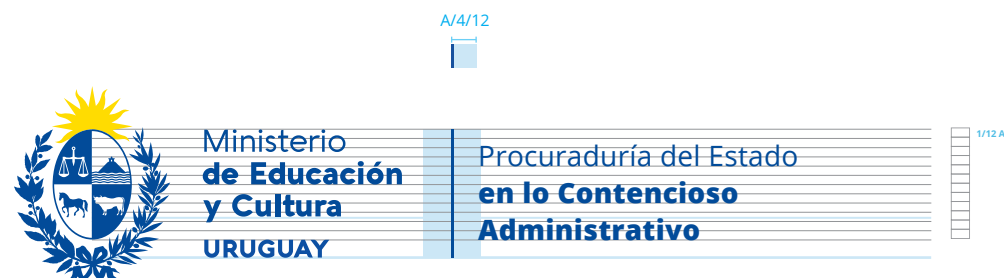 A/4/12
Ministerio
de Educación
y Cultura
URUGUAY
Procuraduría del Estado
en lo Contencioso
Administrativo
1/12 A